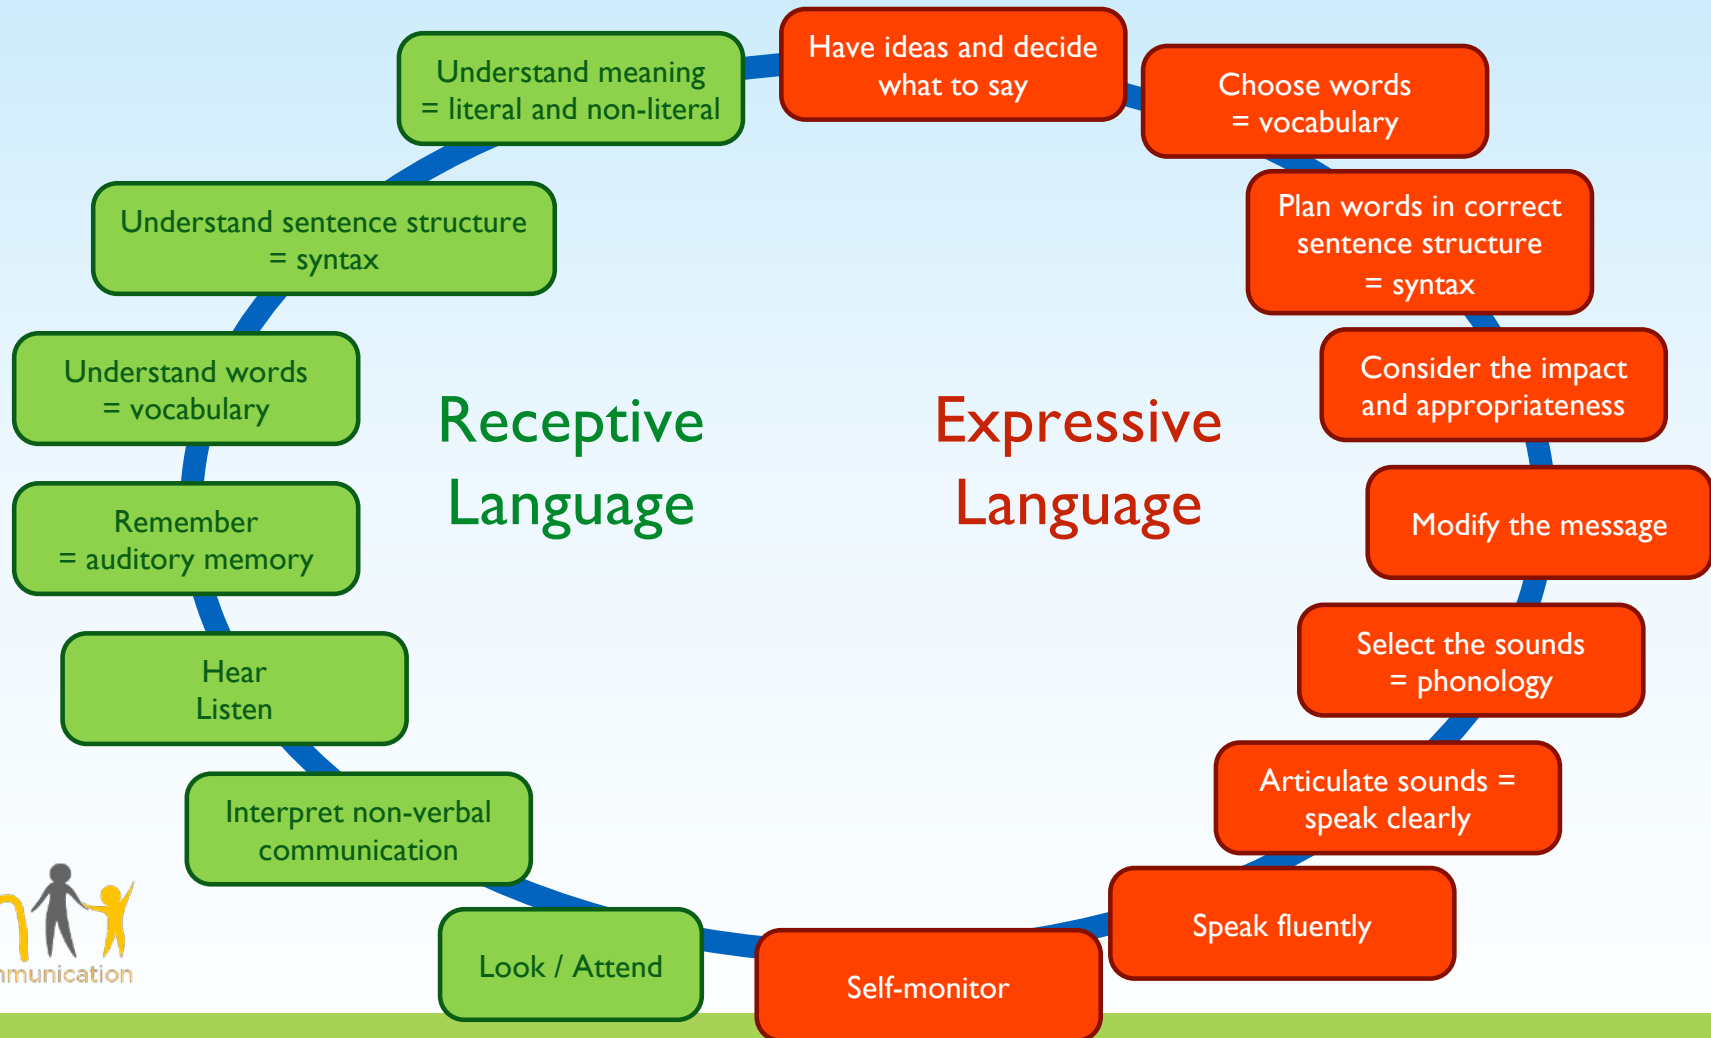 Have ideas and decide
what to say
Understand meaning
= literal and non-literal
Choose words
= vocabulary
Understand sentence structure
= syntax
Plan words in correct
sentence structure
= syntax
Understand words
= vocabulary
Consider the impact
and appropriateness
Receptive
Language
Expressive
Language
Remember
= auditory memory
Modify the message
Hear
Listen
Select the sounds
= phonology
Interpret non-verbal
communication
Articulate sounds =
speak clearly
Look / Attend
Speak fluently
Self-monitor